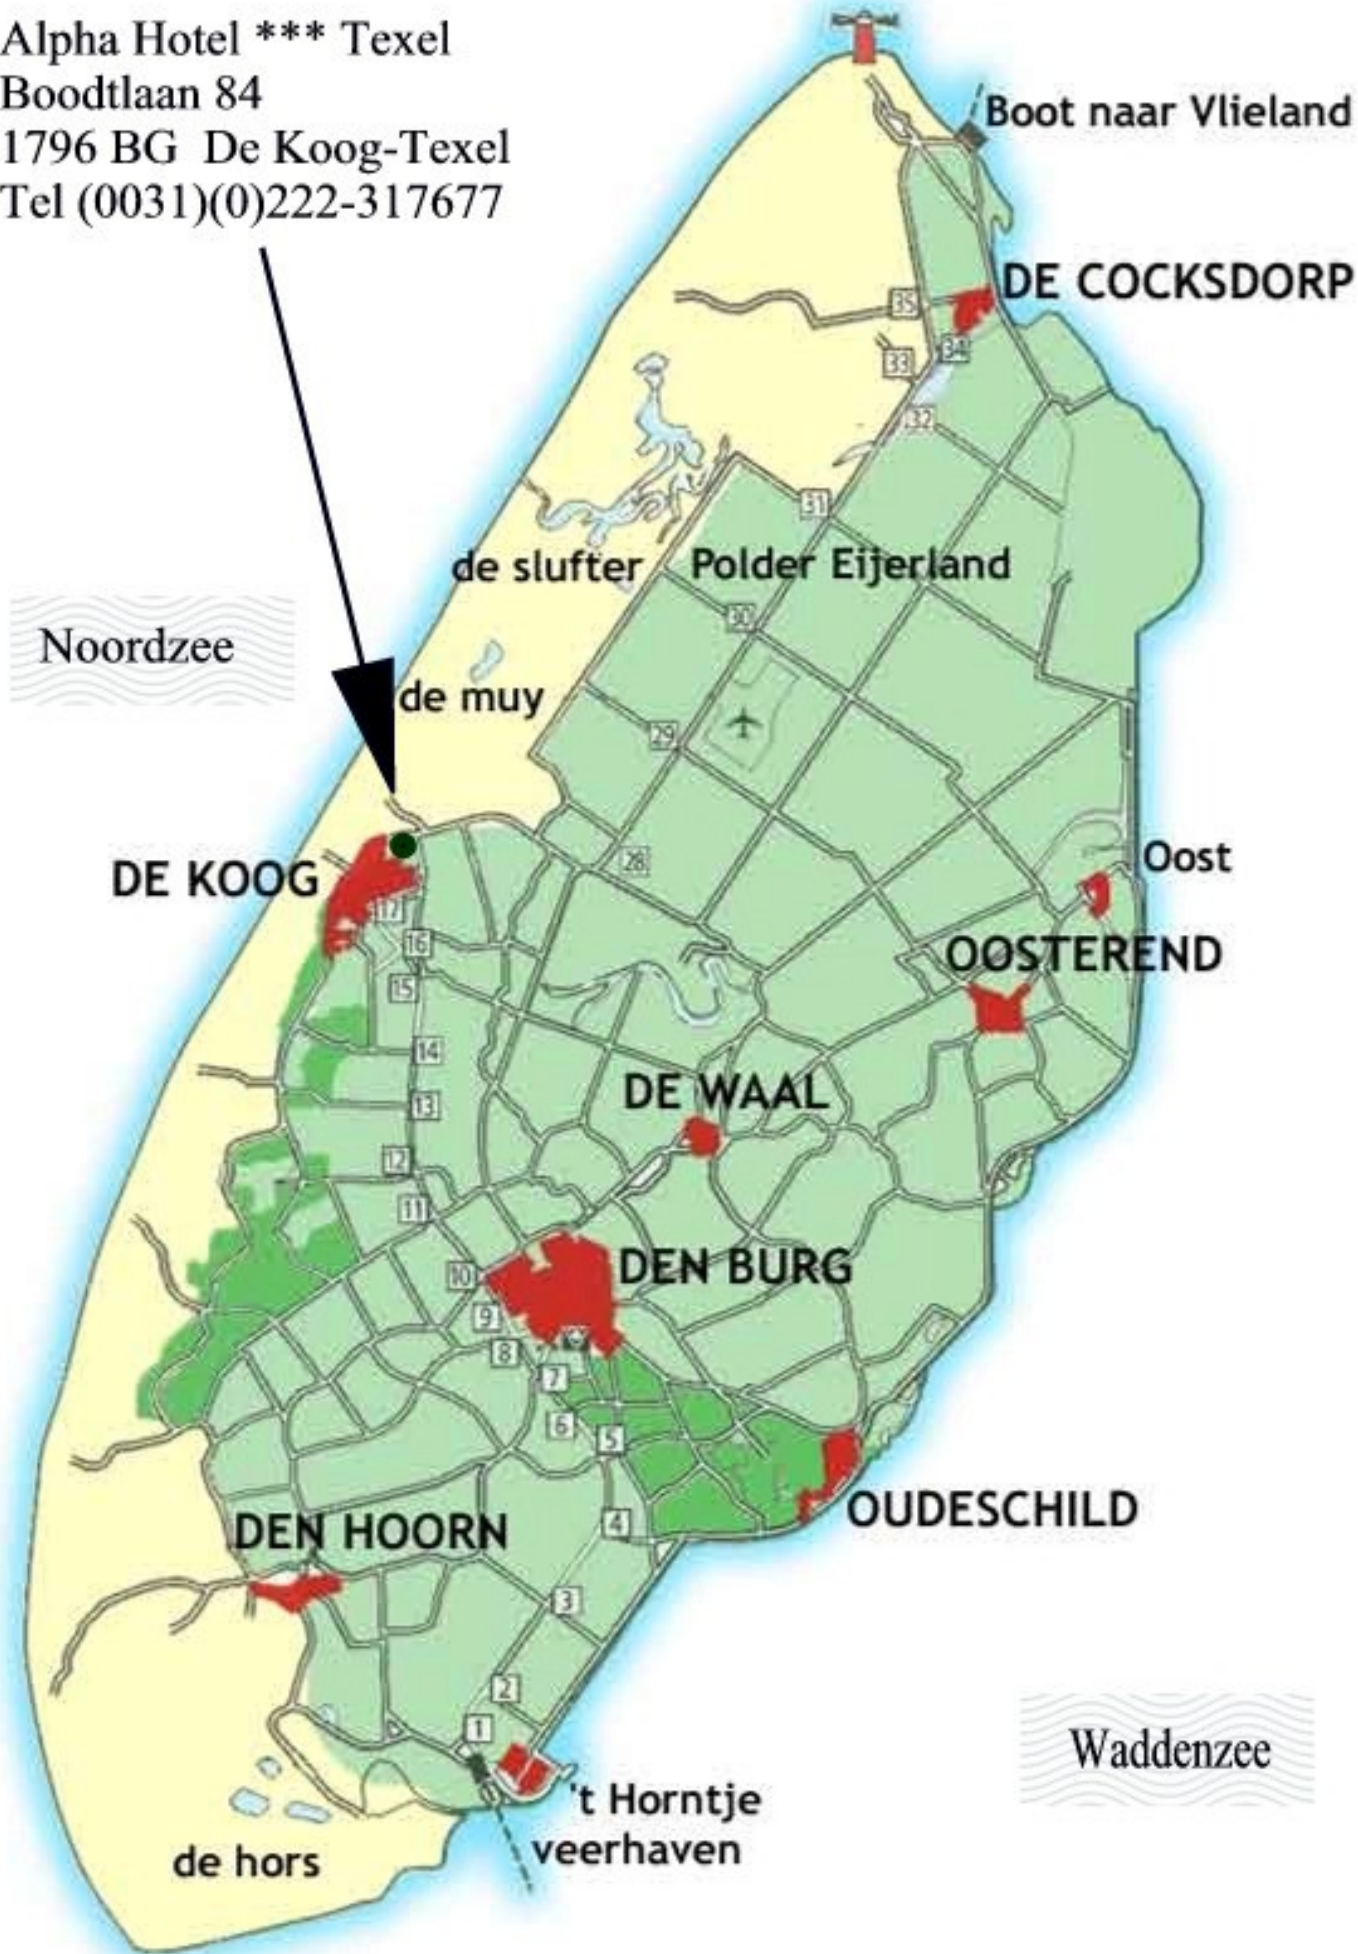 Alpha Hotel *** Texel
Boodtlaan 84
1796 BG De Koog-Texel
Tel (0031)(0)222-317677
Boot naar Vlieland
DE COCKSDORP
35
34
33
32
31
de slufter
Polder Eijerland
30
Noordzee
de muy
29
28
Oost
DE KOOG
17
16
OOSTEREND
15
14
DE WAAL
13
12
11
DEN BURG
10
9
8
7
6
5
OUDESCHILD
4
DEN HOORN
3
2
1
Waddenzee
't Horntje
veerhaven
de hors